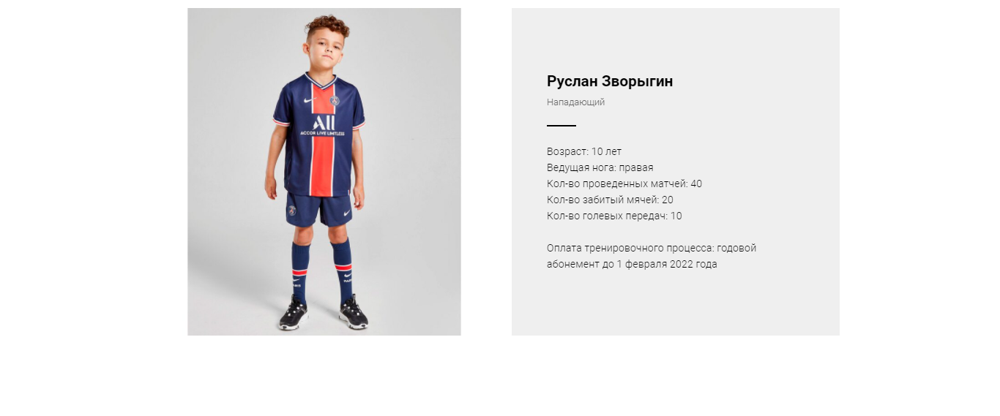 All
ACCOR LIVE LIMITLESS
Руслан Зворыгин
Нападающий
Возраст: 10 лет
Ведущая нога: правая
Кол-во проведенных матчей: 40
Кол-во забитый мячей: 20
Кол-во голевых передач: 10
Оплата тренировочного процесса: годовой
абонемент до 1 февраля 2022 года